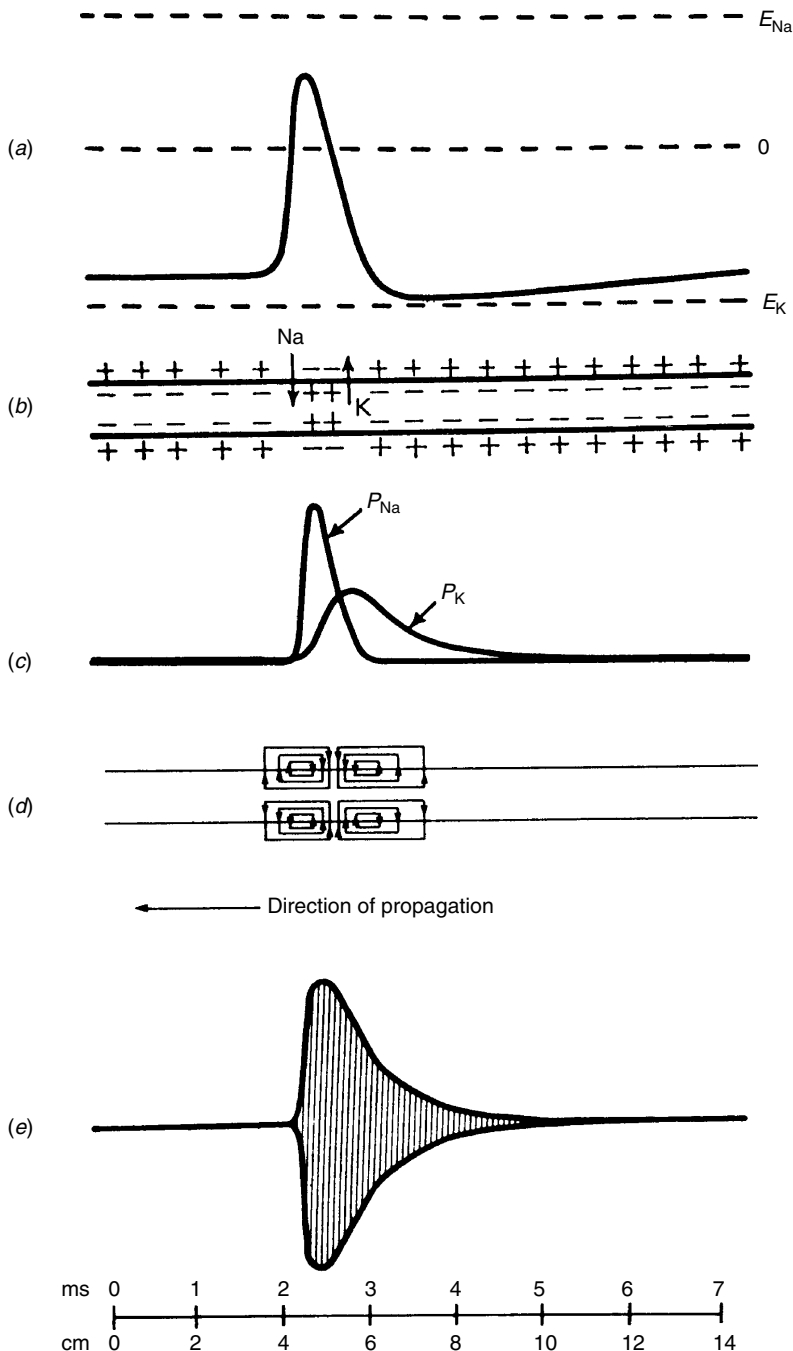 E_Na
(a)
0
E_K
Na
+ + + + + − − + + + + + + + + + + +
− − − − − + + − − − − − − − − − − −
(b)
K
− − − − − + + − − − − − − − − − − −
+ + + + + − − + + + + + + + + + + +
P_Na
P_K
(c)
(d)
Direction of propagation
(e)
ms 0 1 2 3 4 5 6 7
cm 0 2 4 6 8 10 12 14